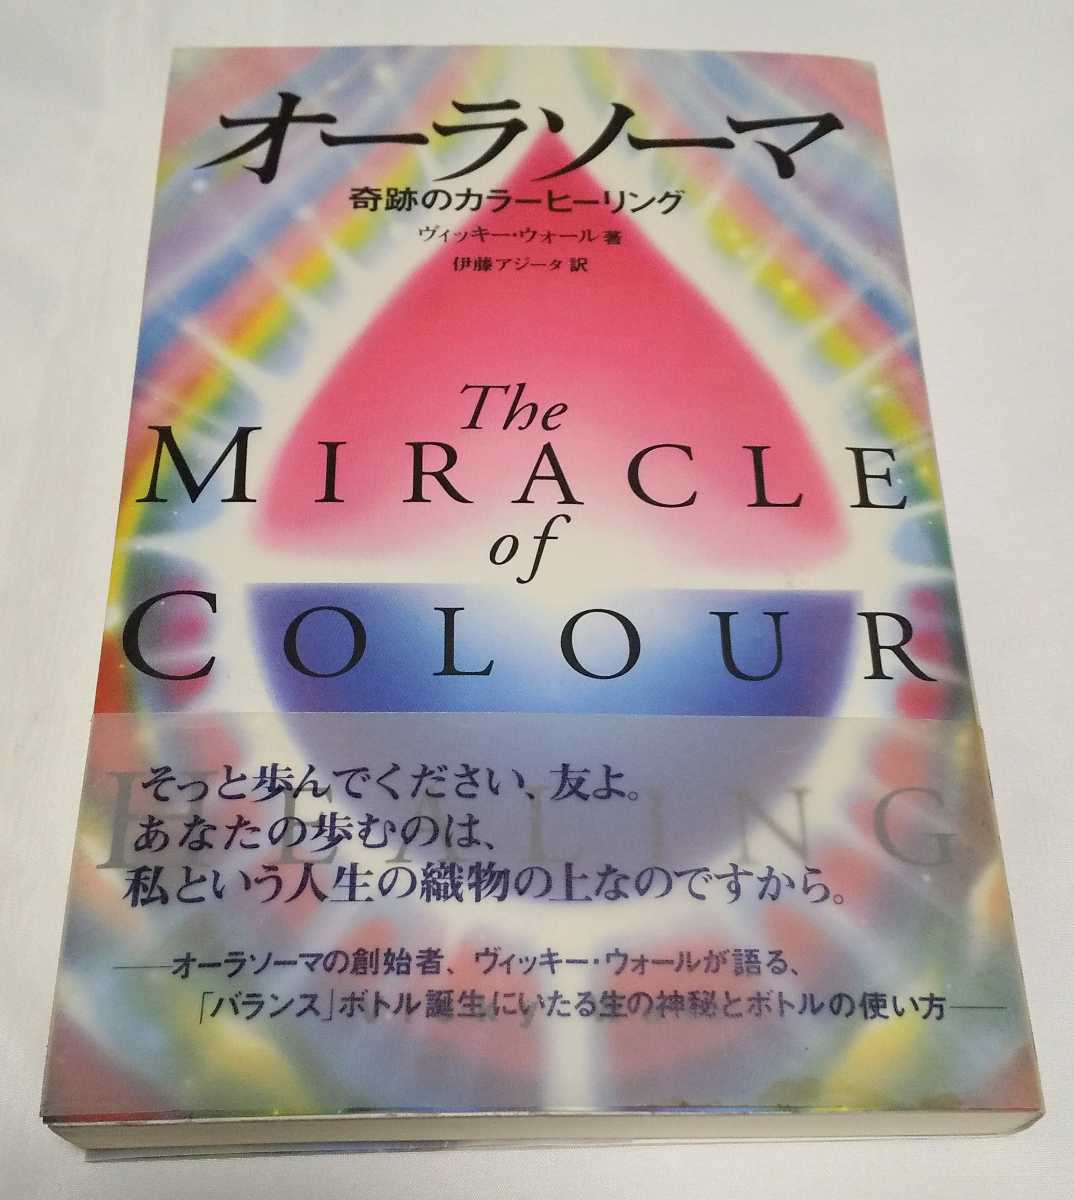 オーラソーマ
奇跡のカラーヒーリング
ヴィッキー・ウォール 著
伊藤アジータ 訳
The
MIRACLE
of
COLOUR
HEALING
そっと歩んでください、友よ。
あなたの歩むのは、
私という人生の織物の上なのですから。
——オーラソーマの創始者、ヴィッキー・ウォールが語る、
「バランス」ボトル誕生にいたる生の神秘とボトルの使い方——